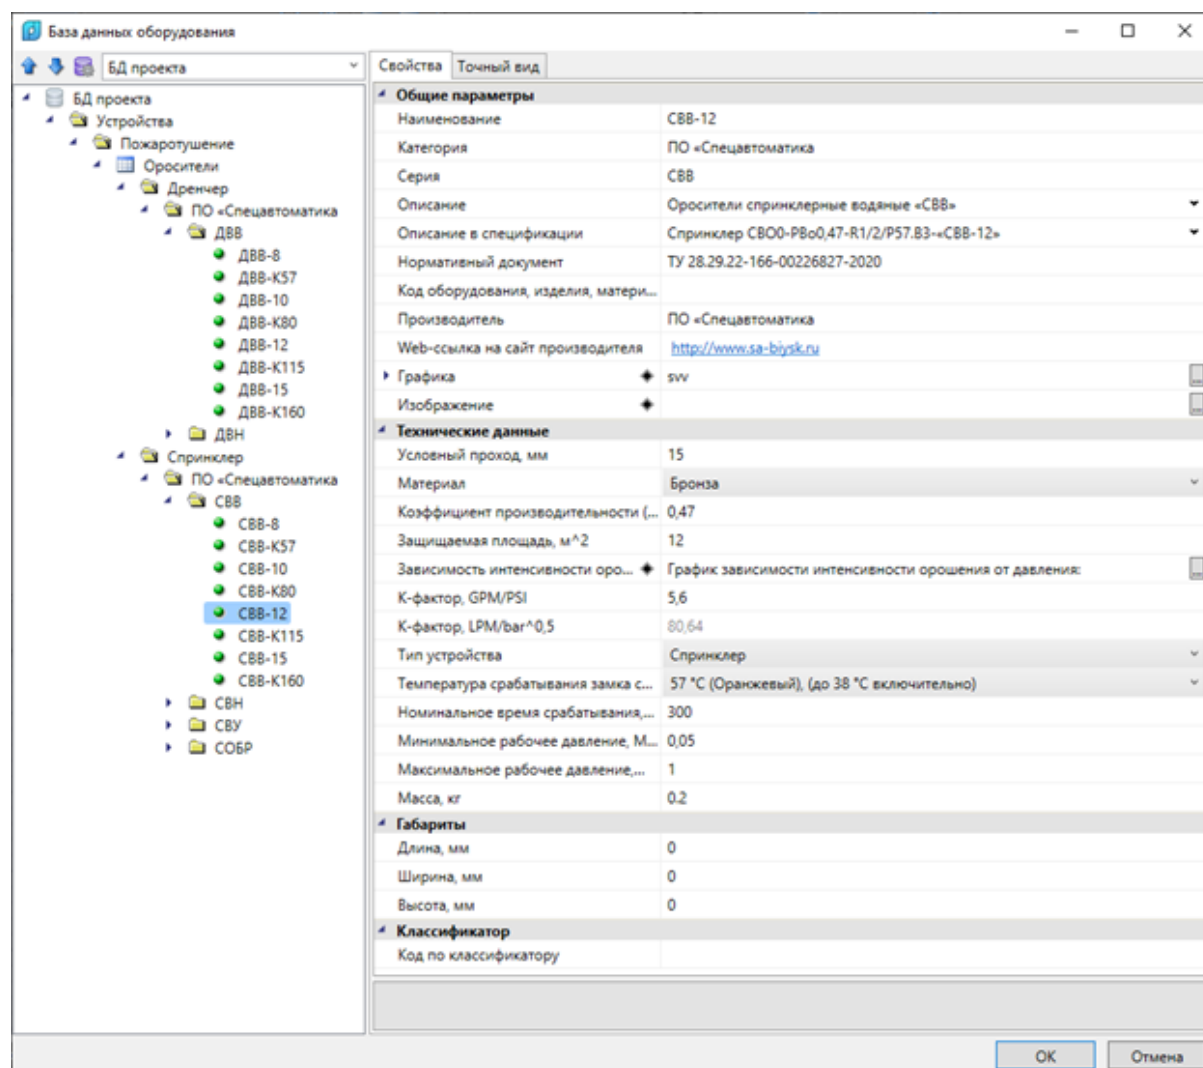 База данных оборудования
БД проекта
Свойства Точный вид
БД проекта
Устройства
Пожаротушение
Оросители
Дренчер
ПО «Спецавтоматика
ДВВ
ДВВ-8
ДВВ-К57
ДВВ-10
ДВВ-К80
ДВВ-12
ДВВ-К115
ДВВ-15
ДВВ-К160
ДВН
Спринклер
ПО «Спецавтоматика
СВВ
СВВ-8
СВВ-К57
СВВ-10
СВВ-К80
СВВ-12
СВВ-К115
СВВ-15
СВВ-К160
СВН
СВУ
СОБР
Общие параметры
Наименование СВВ-12
Категория ПО «Спецавтоматика
Серия СВВ
Описание Оросители спринклерные водяные «СВВ»
Описание в спецификации Спринклер СВО0-РВо0,47-R1/2/Р57.В3-«СВВ-12»
Нормативный документ ТУ 28.29.22-166-00226827-2020
Код оборудования, изделия, матери...
Производитель ПО «Спецавтоматика
Web-ссылка на сайт производителя http://www.sa-biysk.ru
Графика svv
Изображение
Технические данные
Условный проход, мм 15
Материал Бронза
Коэффициент производительности (... 0,47
Защищаемая площадь, м^2 12
Зависимость интенсивности оро... График зависимости интенсивности орошения от давления:
К-фактор, GPM/PSI 5,6
К-фактор, LPM/bar^0,5 80,64
Тип устройства Спринклер
Температура срабатывания замка с... 57 °C (Оранжевый), (до 38 °C включительно)
Номинальное время срабатывания,... 300
Минимальное рабочее давление, М... 0,05
Максимальное рабочее давление,... 1
Масса, кг 0.2
Габариты
Длина, мм 0
Ширина, мм 0
Высота, мм 0
Классификатор
Код по классификатору
ОК Отмена